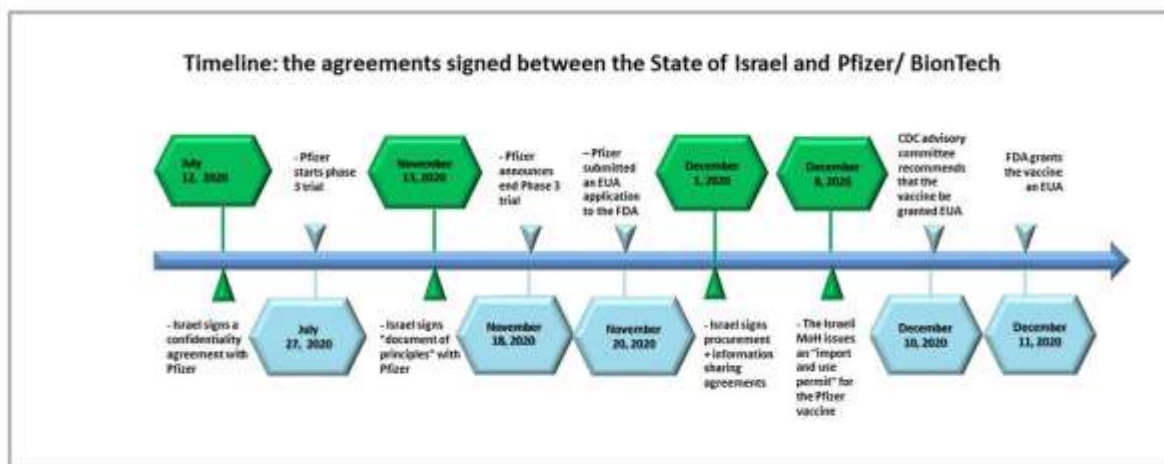 Timeline: the agreements signed between the State of Israel and Pfizer/ BionTech
July
12, 2020
- Pfizer
starts phase
3 trial
November
13, 2020
- Pfizer
announces
end Phase 3
trial
– Pfizer
submitted
an EUA
application
to the FDA
December
1, 2020
December
8, 2020
CDC advisory
committee
recommends
that the
vaccine be
granted EUA
FDA grants
the vaccine
an EUA
- Israel signs a
confidentiality
agreement with
Pfizer
July
27, 2020
- Israel signs
"document of
principles" with
Pfizer
November
18, 2020
November
20, 2020
- Israel signs
procurement
+ information
sharing
agreements
- The Israeli
MoH issues
an "import
and use
permit" for
the Pfizer
vaccine
December
10, 2020
December
11, 2020